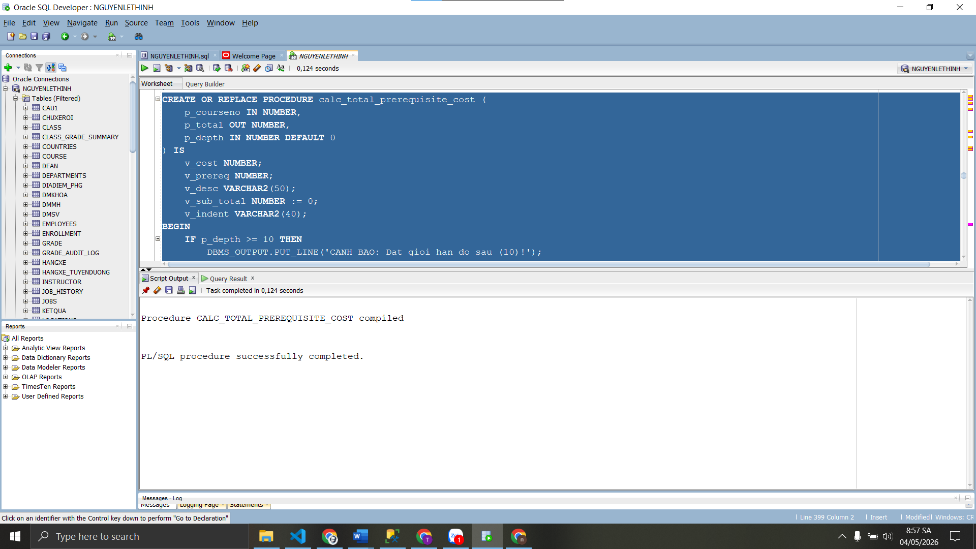 Oracle SQL Developer : NGUYENLETHINH
File Edit View Navigate Run Source Team Tools Window Help
Connections
NGUYENLETHINH.sql
Welcome Page
NGUYENLETHINH
0,124 seconds
NGUYENLETHINH
Worksheet
Query Builder
Oracle Connections
NGUYENLETHINH
Tables (Filtered)
CAU1
CHUXEROI
CLASS
CLASS_GRADE_SUMMARY
COUNTRIES
COURSE
DEAN
DEPARTMENTS
DIADIEM_PHG
DMKHOA
DMMH
DMSV
EMPLOYEES
ENROLLMENT
GRADE
GRADE_AUDIT_LOG
HANGXE
HANGXE_TUYENDUONG
INSTRUCTOR
JOB_HISTORY
JOBS
KETQUA
CREATE OR REPLACE PROCEDURE calc_total_prerequisite_cost (
p_courseno IN NUMBER,
p_total OUT NUMBER,
p_depth IN NUMBER DEFAULT 0
) IS
v_cost NUMBER;
v_prereq NUMBER;
v_desc VARCHAR2(50);
v_sub_total NUMBER := 0;
v_indent VARCHAR2(40);
BEGIN
IF p_depth >= 10 THEN
DBMS_OUTPUT.PUT_LINE('CANH BAO: Dat gioi han do sau (10)!');
Script Output
Query Result
Task completed in 0,124 seconds
Procedure CALC_TOTAL_PREREQUISITE_COST compiled
PL/SQL procedure successfully completed.
Reports
All Reports
Analytic View Reports
Data Dictionary Reports
Data Modeler Reports
OLAP Reports
TimesTen Reports
User Defined Reports
Messages - Log
Messages
Logging Page
Statements
Click on an identifier with the Control key down to perform "Go to Declaration"
Line 399 Column 2
Insert
Modified
Windows: CR
Type here to search
8:57 SA
04/05/2026